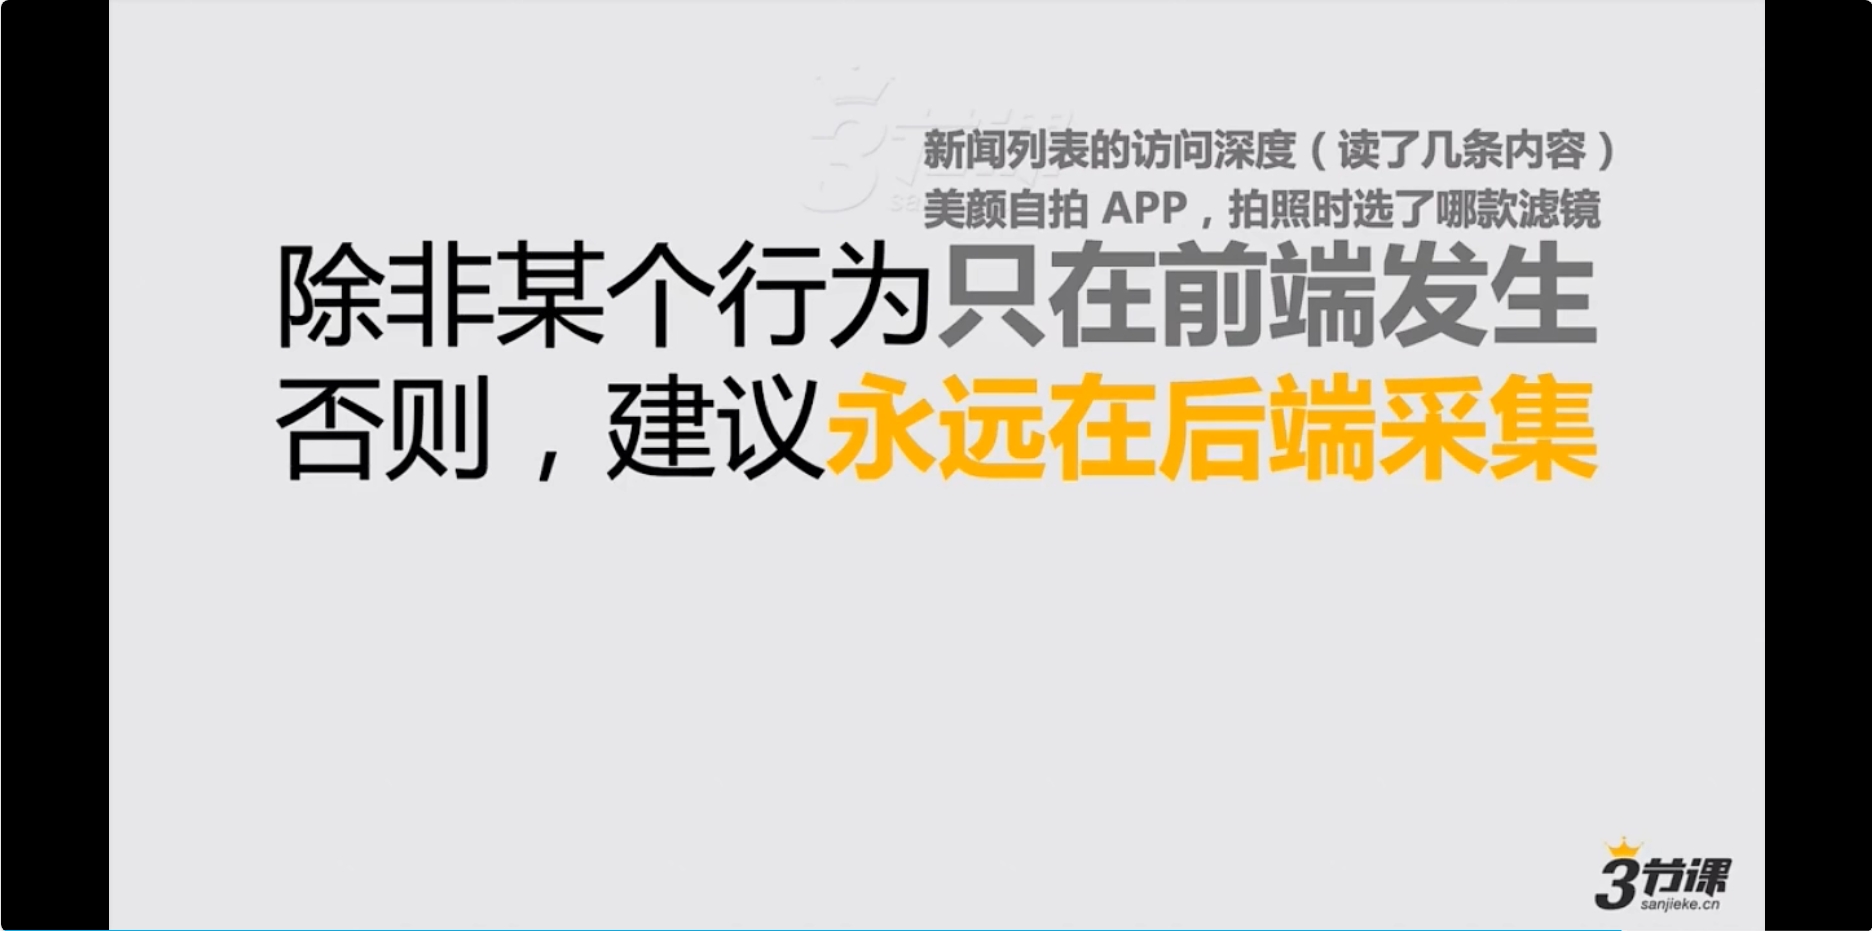 新闻列表的访问深度（读了几条内容）
美颜自拍 APP，拍照时选了哪款滤镜
除非某个行为只在前端发生
否则，建议永远在后端采集
3节课
sanjieke.cn